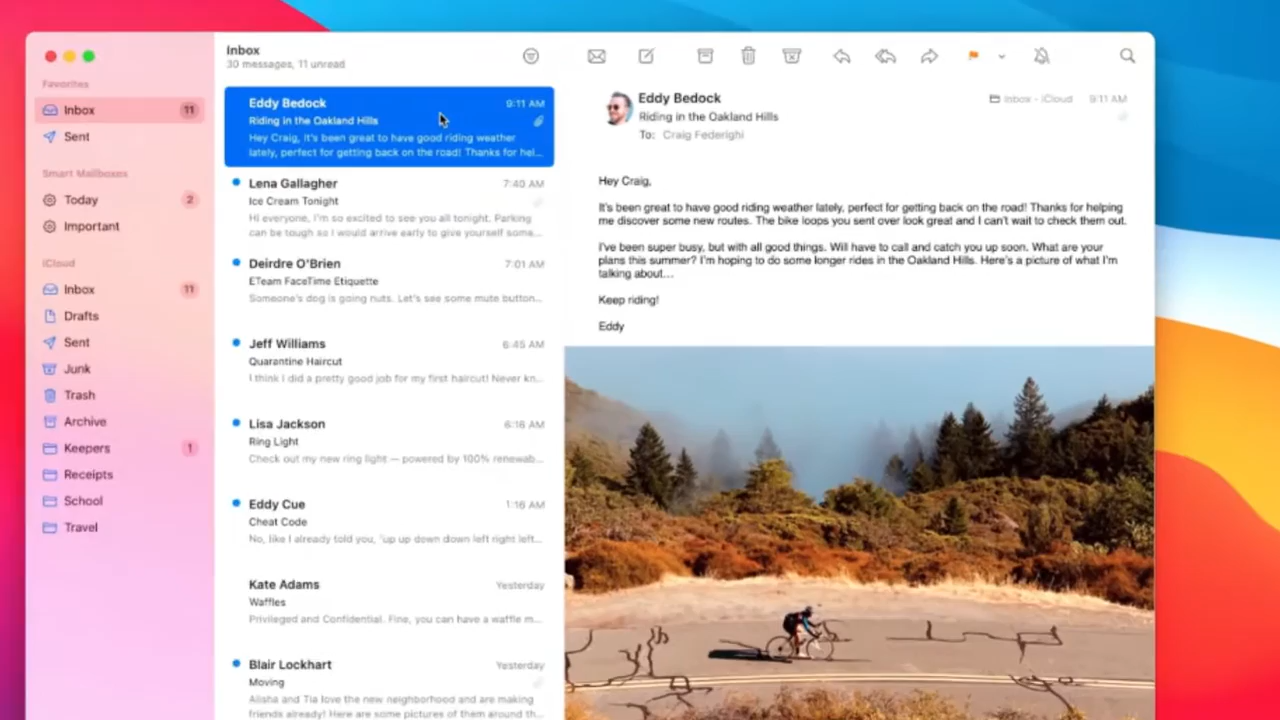 Favorites
Inbox 11
Sent
Smart Mailboxes
Today 2
Important
iCloud
Inbox 11
Drafts
Sent
Junk
Trash
Archive
Keepers 1
Receipts
School
Travel
Inbox
30 messages, 11 unread
Eddy Bedock 9:11 AM
Riding in the Oakland Hills
Hey Craig, It's been great to have good riding weather
lately, perfect for getting back on the road! Thanks for hel...
Lena Gallagher 7:40 AM
Ice Cream Tonight
Hi everyone, I'm so excited to see you all tonight. Parking
can be tough so I would arrive early to give yourself some...
Deirdre O'Brien 7:01 AM
ETeam FaceTime Etiquette
Someone's dog is going nuts. Let's see some mute button...
Jeff Williams 6:45 AM
Quarantine Haircut
I think I did a pretty good job for my first haircut! Never kn...
Lisa Jackson 6:16 AM
Ring Light
Check out my new ring light — powered by 100% renewab...
Eddy Cue 1:16 AM
Cheat Code
No, like I already told you, 'up up down down left right left...
Kate Adams Yesterday
Waffles
Privileged and Confidential. Fine, you can have a waffle m...
Blair Lockhart Yesterday
Moving
Alisha and Tia love the new neighborhood and are making
friends already! Here are some pictures of them around th...
Eddy Bedock Inbox - iCloud 9:11 AM
Riding in the Oakland Hills
To: Craig Federighi
Hey Craig,
It's been great to have good riding weather lately, perfect for getting back on the road! Thanks for helping
me discover some new routes. The bike loops you sent over look great and I can't wait to check them out.
I've been super busy, but with all good things. Will have to call and catch you up soon. What are your
plans this summer? I'm hoping to do some longer rides in the Oakland Hills. Here's a picture of what I'm
talking about...
Keep riding!
Eddy